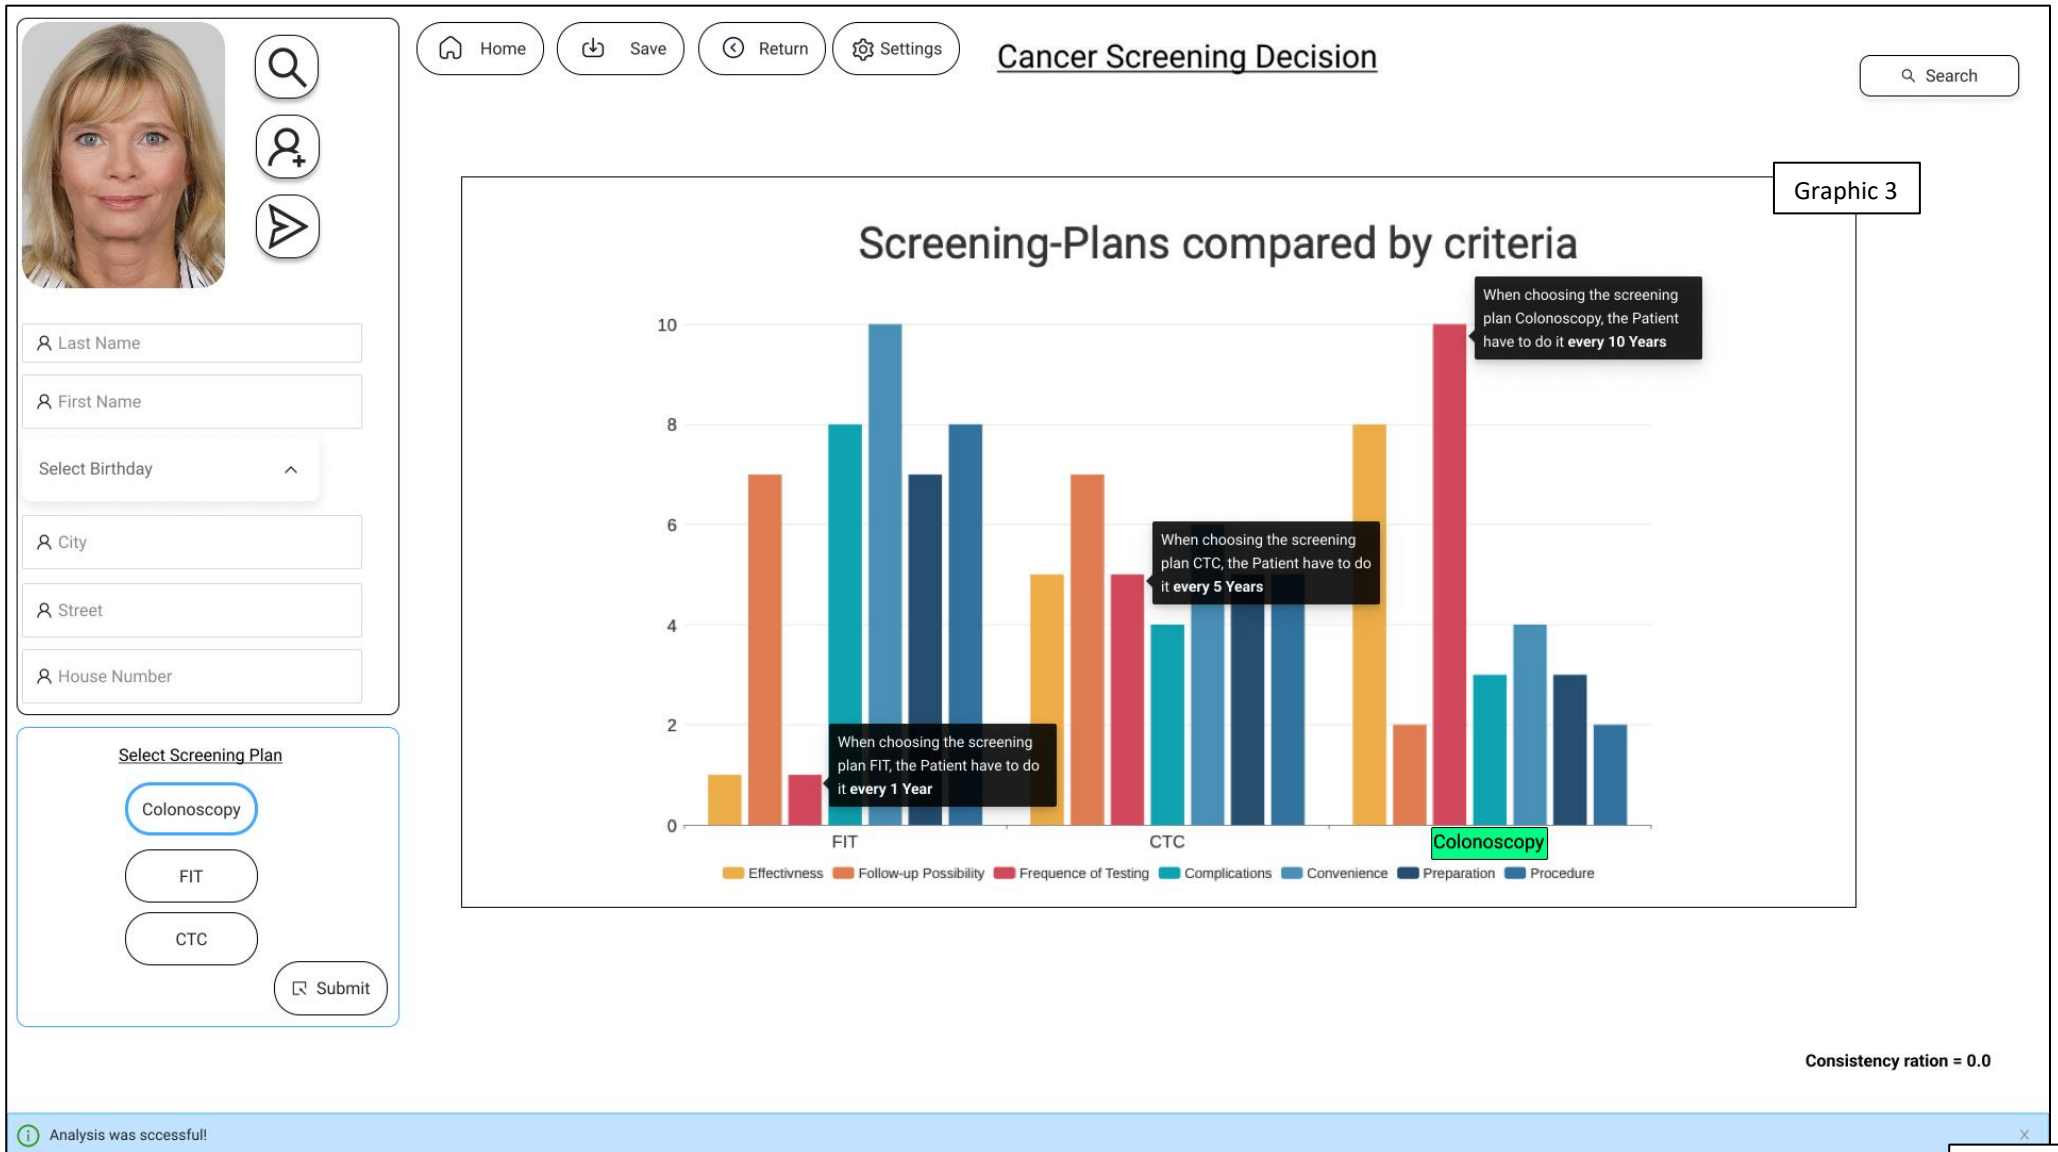 Home
Save
Return
Settings
Cancer Screening Decision
Search
Last Name
First Name
Select Birthday
City
Street
House Number
Select Screening Plan
Colonoscopy
FIT
CTC
Submit
Graphic 3
Screening-Plans compared by criteria
When choosing the screening
plan Colonoscopy, the Patient
have to do it every 10 Years
When choosing the screening
plan CTC, the Patient have to do
it every 5 Years
When choosing the screening
plan FIT, the Patient have to do
it every 1 Year
10
8
6
4
2
0
FIT
CTC
Colonoscopy
Effectivness
Follow-up Possibility
Frequence of Testing
Complications
Convenience
Preparation
Procedure
Consistency ration = 0.0
Analysis was sccessful!